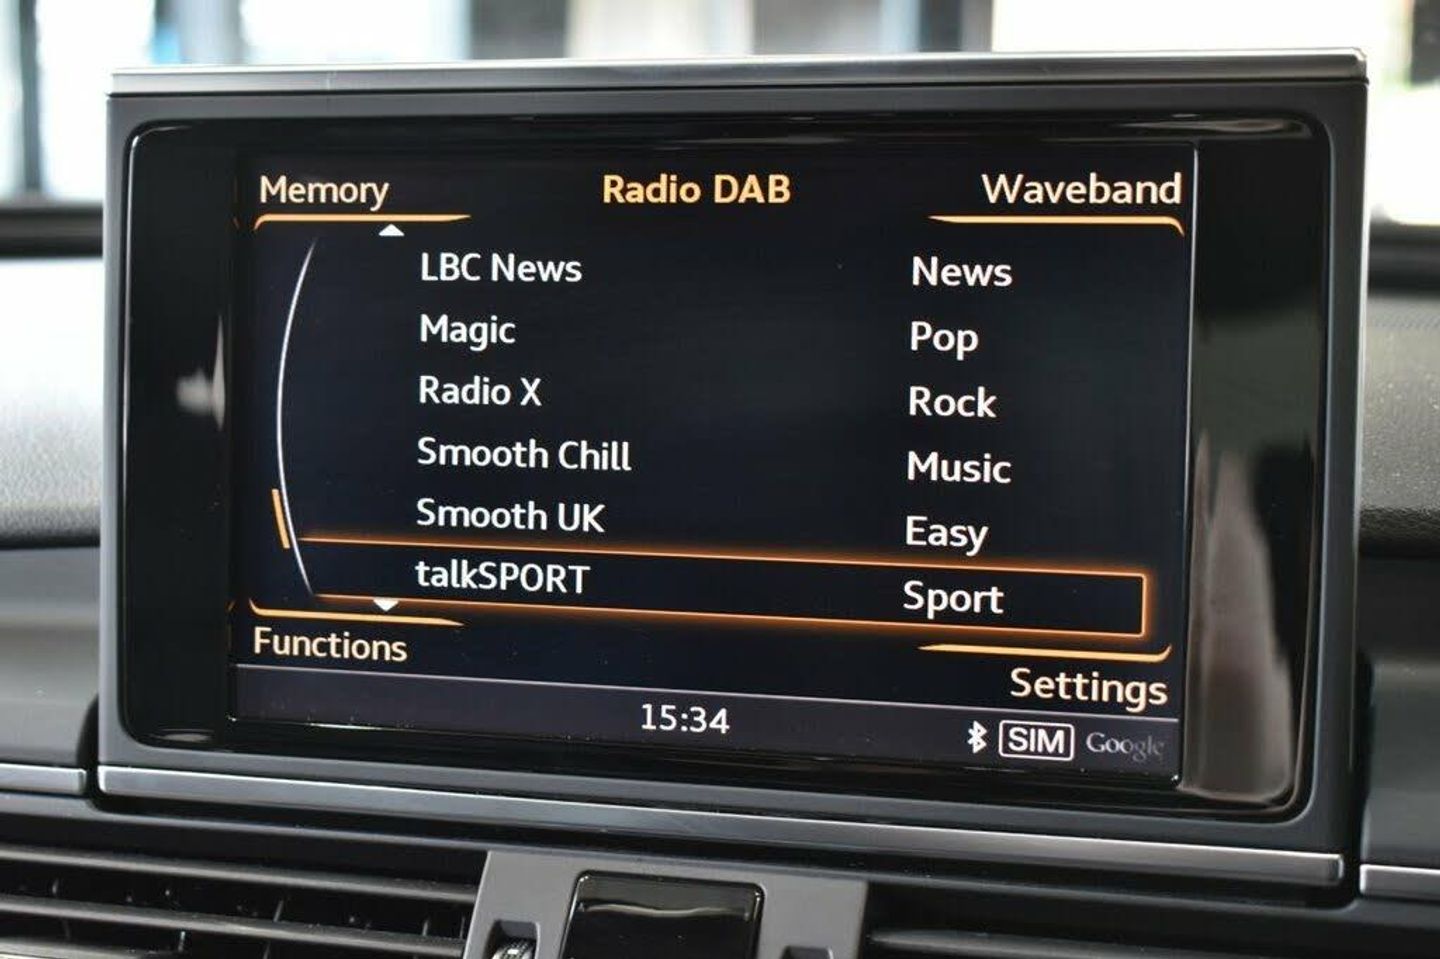 Memory Radio DAB Waveband
LBC News News
Magic Pop
Radio X Rock
Smooth Chill Music
Smooth UK Easy
talkSPORT Sport
Functions Settings
15:34 SIM Google